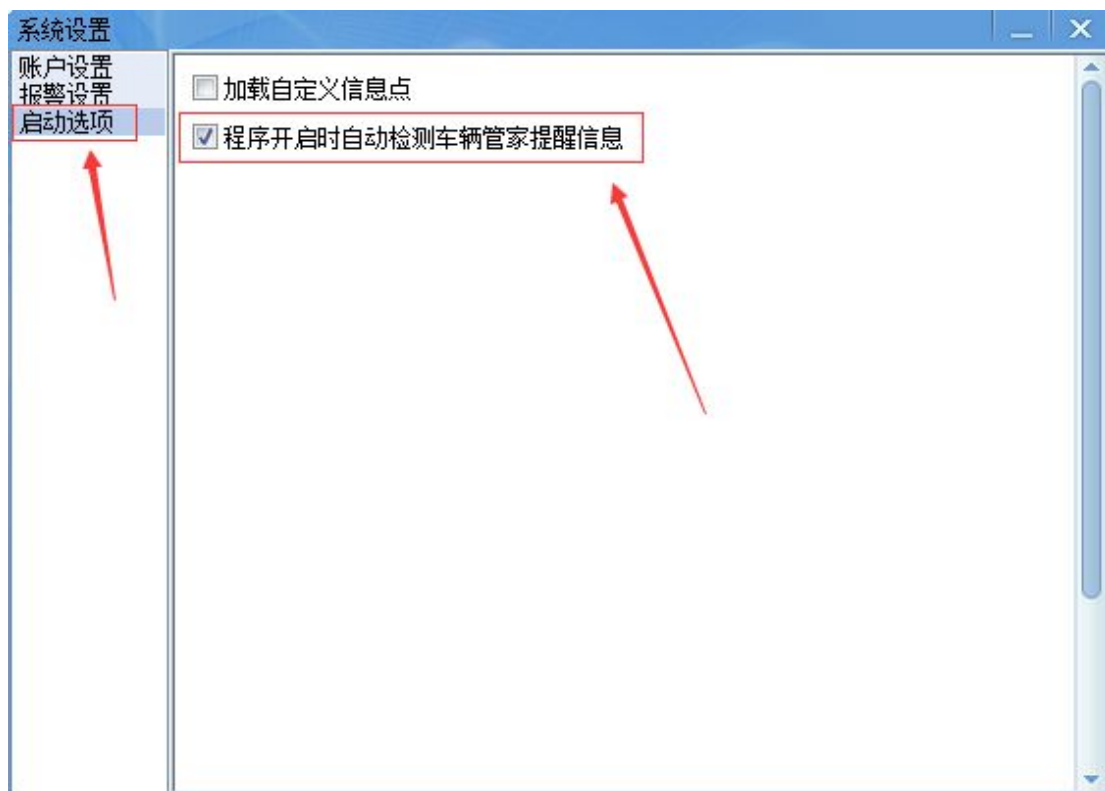 系统设置
账户设置
报警设置
启动选项
加载自定义信息点
程序开启时自动检测车辆管家提醒信息